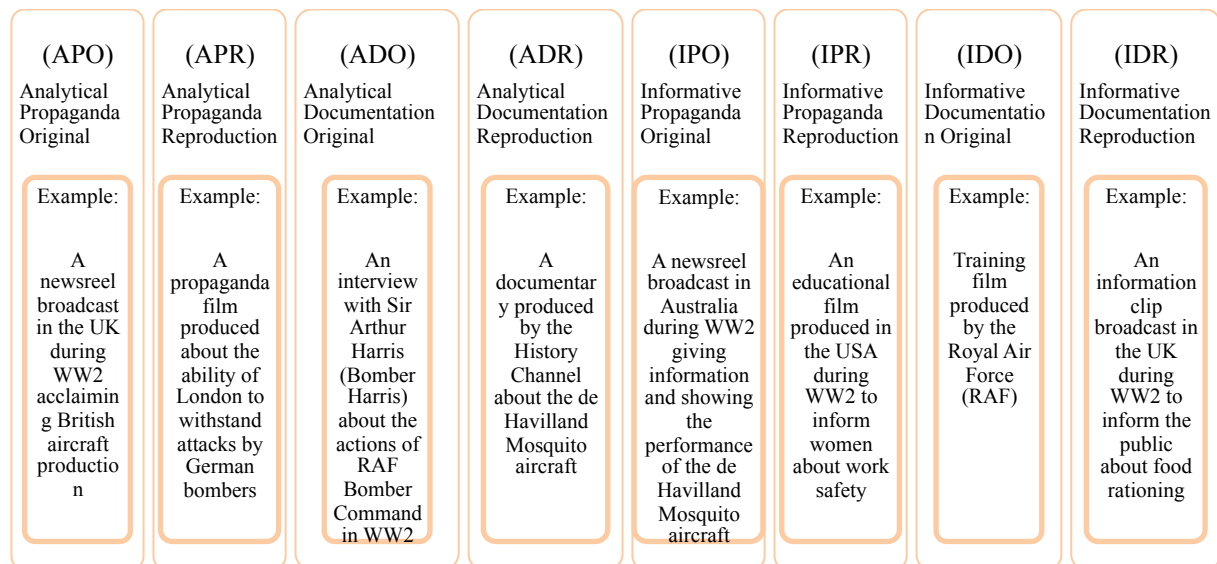 (APO)
Analytical
Propaganda
Original
Example:
A
newsreel
broadcast
in the UK
during
WW2
acclaimin
g British
aircraft
productio
n
(APR)
Analytical
Propaganda
Reproduction
Example:
A
propaganda
film
produced
about the
ability of
London to
withstand
attacks by
German
bombers
(ADO)
Analytical
Documentation
Original
Example:
An
interview
with Sir
Arthur
Harris
(Bomber
Harris)
about the
actions of
RAF
Bomber
Command
in WW2
(ADR)
Analytical
Documentation
Reproduction
Example:
A
documentar
y produced
by the
History
Channel
about the de
Havilland
Mosquito
aircraft
(IPO)
Informative
Propaganda
Original
Example:
A newsreel
broadcast in
Australia
during WW2
giving
information
and showing
the
performance
of the de
Havilland
Mosquito
aircraft
(IPR)
Informative
Propaganda
Reproduction
Example:
An
educational
film
produced in
the USA
during
WW2 to
inform
women
about work
safety
(IDO)
Informative
Documentatio
n Original
Example:
Training
film
produced
by the
Royal Air
Force
(RAF)
(IDR)
Informative
Documentation
Reproduction
Example:
An
information
clip
broadcast in
the UK
during
WW2 to
inform the
public
about food
rationing